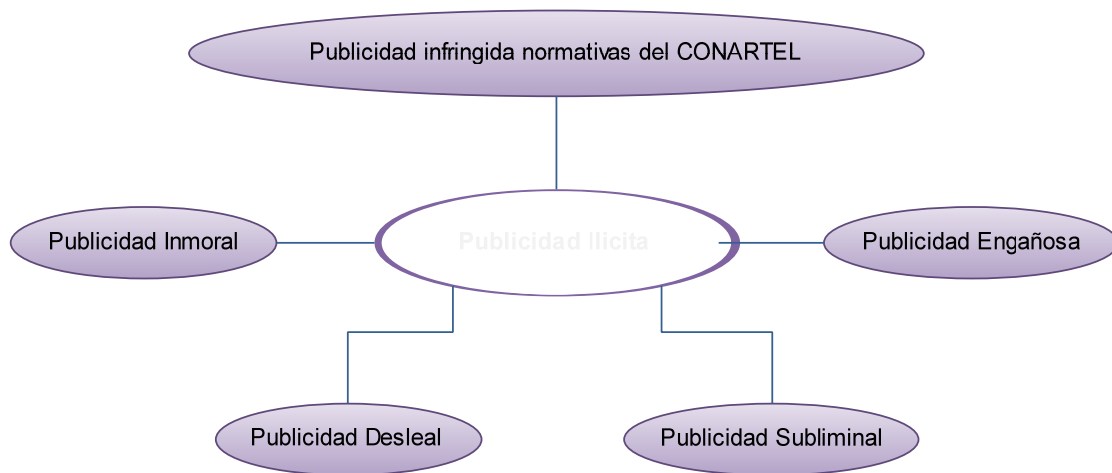 Publicidad infringida normativas del CONARTEL
Publicidad Inmoral
Publicidad Ilicita
Publicidad Engañosa
Publicidad Desleal
Publicidad Subliminal